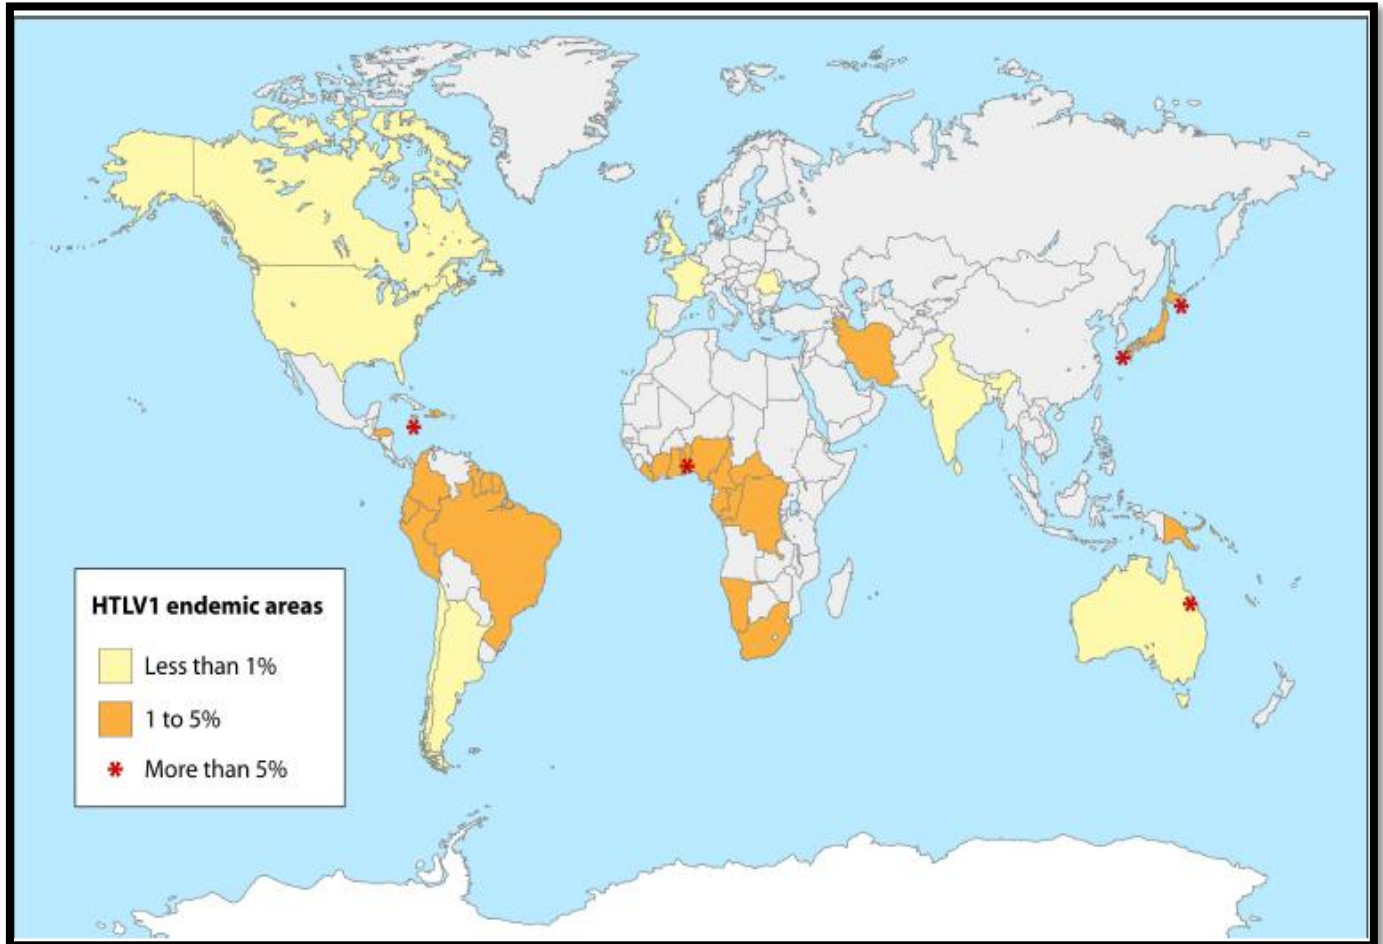 HTLV1 endemic areas
Less than 1%
1 to 5%
More than 5%